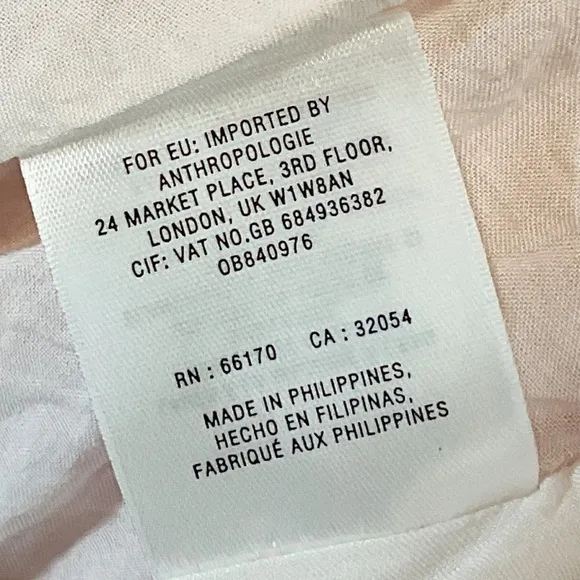 FOR EU: IMPORTED BY
ANTHROPOLOGIE
24 MARKET PLACE, 3RD FLOOR,
LONDON, UK W1W8AN
CIF: VAT NO.GB 684936382
OB840976
RN : 66170 CA : 32054
MADE IN PHILIPPINES,
HECHO EN FILIPINAS,
FABRIQUÉ AUX PHILIPPINES